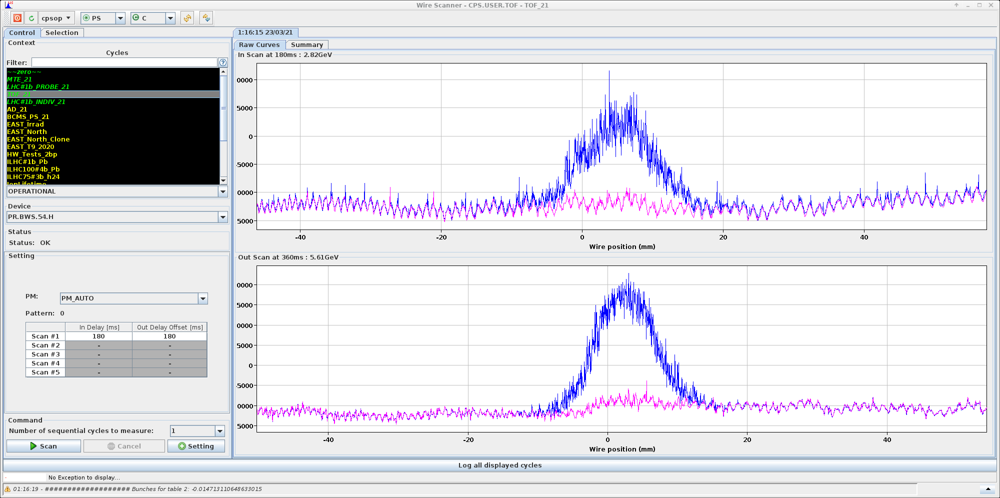 Wire Scanner - CPS.USER.TOF - TOF_21
cpsop PS C
Control Selection
Context
Cycles
Filter:
~~zero~~
MTE_21
LHC#1b_PROBE_21
TOF_21
LHC#1b_INDIV_21
AD_21
BCMS_PS_21
EAST_Irrad
EAST_North
EAST_North_Clone
EAST_T9_2020
HW_Tests_2bp
ILHC#1b_Pb
ILHC100#4b_Pb
ILHC75#3b_h24
IonLifetime
OPERATIONAL
Device
PR.BWS.54.H
Status
Status: OK
Setting
PM: PM_AUTO
Pattern: 0
In Delay [ms] Out Delay Offset [ms]
Scan #1 180 180
Scan #2 - -
Scan #3 - -
Scan #4 - -
Scan #5 - -
Command
Number of sequential cycles to measure: 1
Scan Cancel Setting
1:16:15 23/03/21
Raw Curves Summary
In Scan at 180ms : 2.82GeV
0000
5000
0
5000
0000
5000
-40 -20 0 20 40
Wire position (mm)
Out Scan at 360ms : 5.61GeV
0000
5000
0000
5000
0
5000
0000
5000
-40 -20 0 20 40
Wire position (mm)
Log all displayed cycles
- No Exception to display...
01:16:19 - ################### Bunches for table 2: -0.014713110648633015